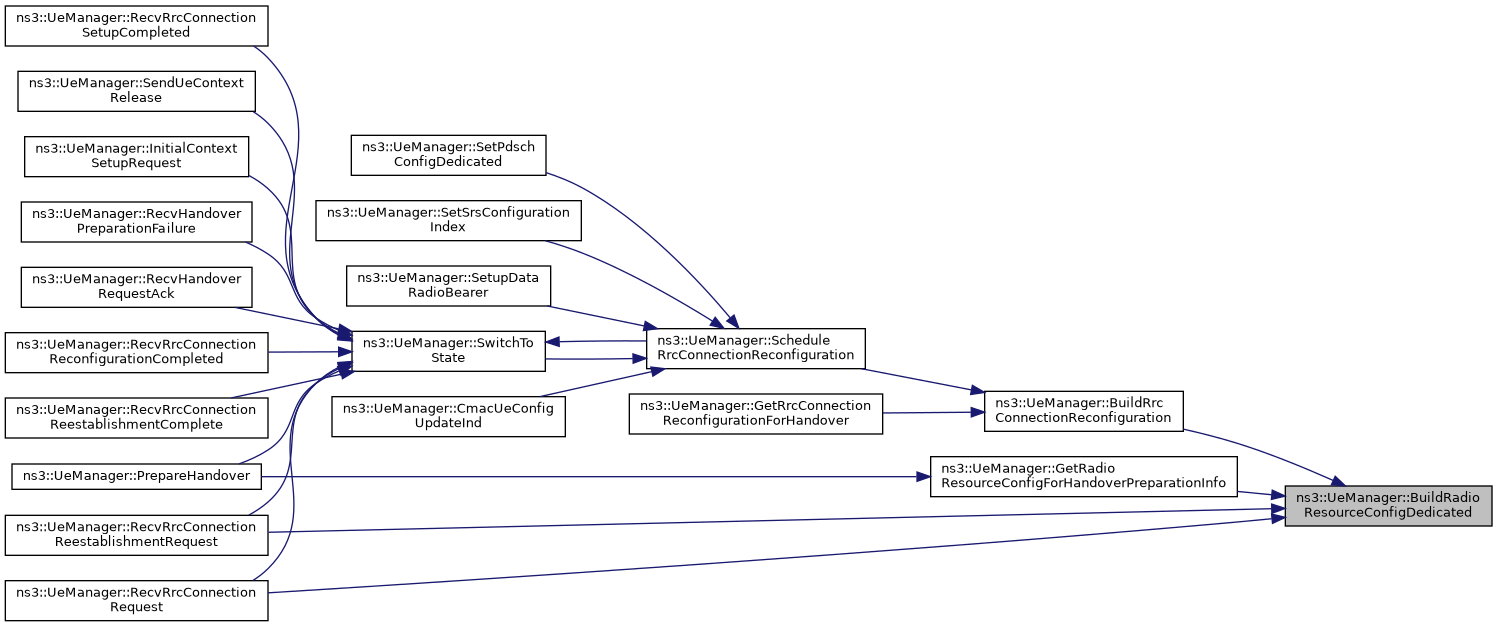 ns3::UeManager::RecvRrcConnection
SetupCompleted
ns3::UeManager::SendUeContext
Release
ns3::UeManager::InitialContext
SetupRequest
ns3::UeManager::RecvHandover
PreparationFailure
ns3::UeManager::RecvHandover
RequestAck
ns3::UeManager::RecvRrcConnection
ReconfigurationCompleted
ns3::UeManager::RecvRrcConnection
ReestablishmentComplete
ns3::UeManager::PrepareHandover
ns3::UeManager::RecvRrcConnection
ReestablishmentRequest
ns3::UeManager::RecvRrcConnection
Request
ns3::UeManager::SetPdsch
ConfigDedicated
ns3::UeManager::SetSrsConfiguration
Index
ns3::UeManager::SetupData
RadioBearer
ns3::UeManager::SwitchTo
State
ns3::UeManager::CmacUeConfig
UpdateInd
ns3::UeManager::Schedule
RrcConnectionReconfiguration
ns3::UeManager::GetRrcConnection
ReconfigurationForHandover
ns3::UeManager::BuildRrc
ConnectionReconfiguration
ns3::UeManager::GetRadio
ResourceConfigForHandoverPreparationInfo
ns3::UeManager::BuildRadio
ResourceConfigDedicated